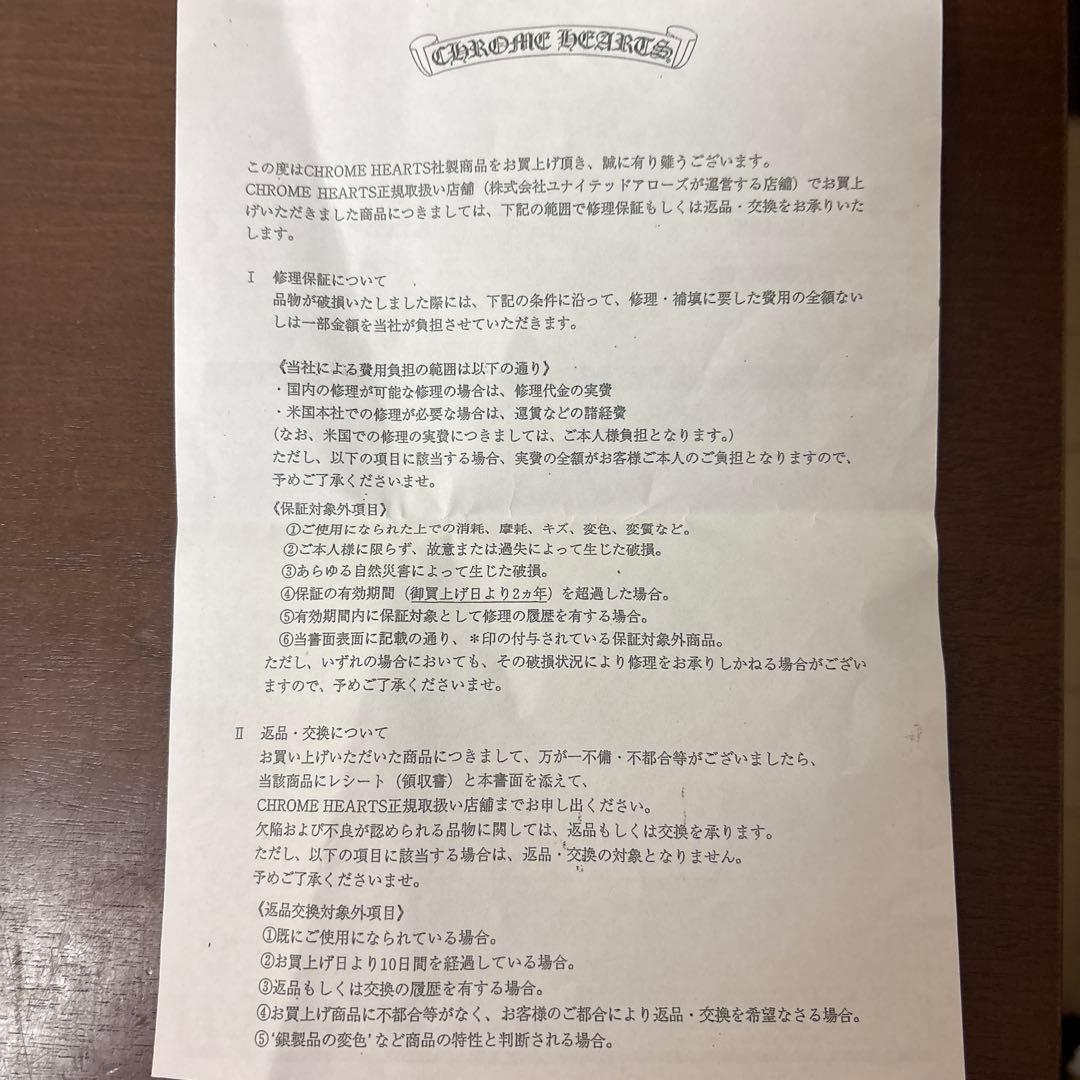 CHROME HEARTS
この度はCHROME HEARTS社製商品をお買上げ頂き、誠に有り難うございます。
CHROME HEARTS正規取扱い店舗（株式会社ユナイテッドアローズが運営する店舗）でお買上
げいただきました商品につきましては、下記の範囲で修理保証もしくは返品・交換をお承りいた
します。
Ⅰ 修理保証について
品物が破損いたしました際には、下記の条件に沿って、修理・補填に要した費用の全額ない
しは一部金額を当社が負担させていただきます。
《当社による費用負担の範囲は以下の通り》
・国内の修理が可能な修理の場合は、修理代金の実費
・米国本社での修理が必要な場合は、運賃などの諸経費
（なお、米国での修理の実費につきましては、ご本人様負担となります。）
ただし、以下の項目に該当する場合、実費の全額がお客様ご本人のご負担となりますので、
予めご了承くださいませ。
《保証対象外項目》
①ご使用になられた上での消耗、摩耗、キズ、変色、変質など。
②ご本人様に限らず、故意または過失によって生じた破損。
③あらゆる自然災害によって生じた破損。
④保証の有効期間（御買上げ日より2ヵ年）を超過した場合。
⑤有効期間内に保証対象として修理の履歴を有する場合。
⑥当書面表面に記載の通り、＊印の付与されている保証対象外商品。
ただし、いずれの場合においても、その破損状況により修理をお承りしかねる場合がござい
ますので、予めご了承くださいませ。
Ⅱ 返品・交換について
お買い上げいただいた商品につきまして、万が一不備・不都合等がございましたら、
当該商品にレシート（領収書）と本書面を添えて、
CHROME HEARTS正規取扱い店舗までお申し出ください。
欠陥および不良が認められる品物に関しては、返品もしくは交換を承ります。
ただし、以下の項目に該当する場合は、返品・交換の対象となりません。
予めご了承くださいませ。
《返品交換対象外項目》
①既にご使用になられている場合。
②お買上げ日より10日間を経過している場合。
③返品もしくは交換の履歴を有する場合。
④お買上げ商品に不都合等がなく、お客様のご都合により返品・交換を希望なさる場合。
⑤‘銀製品の変色’など商品の特性と判断される場合。